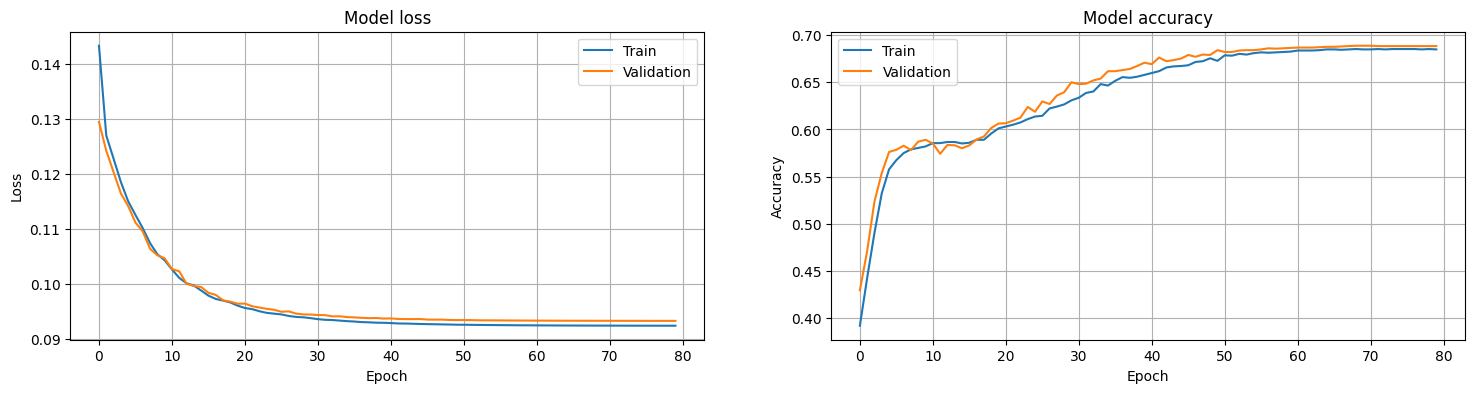 Model loss
0.14
0.13
0.12
0.11
0.10
0.09
Loss
0 10 20 30 40 50 60 70 80
Epoch
Train
Validation
Model accuracy
0.70
0.65
0.60
0.55
0.50
0.45
0.40
Accuracy
0 10 20 30 40 50 60 70 80
Epoch
Train
Validation